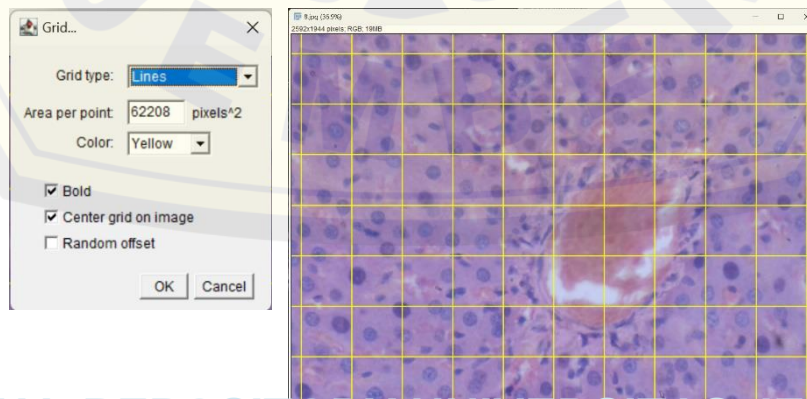 Grid...
Grid type: Lines
Area per point: 62208 pixels^2
Color: Yellow
Bold
Center grid on image
Random offset
OK Cancel
2592x1944 pixels; RGB; 19MB